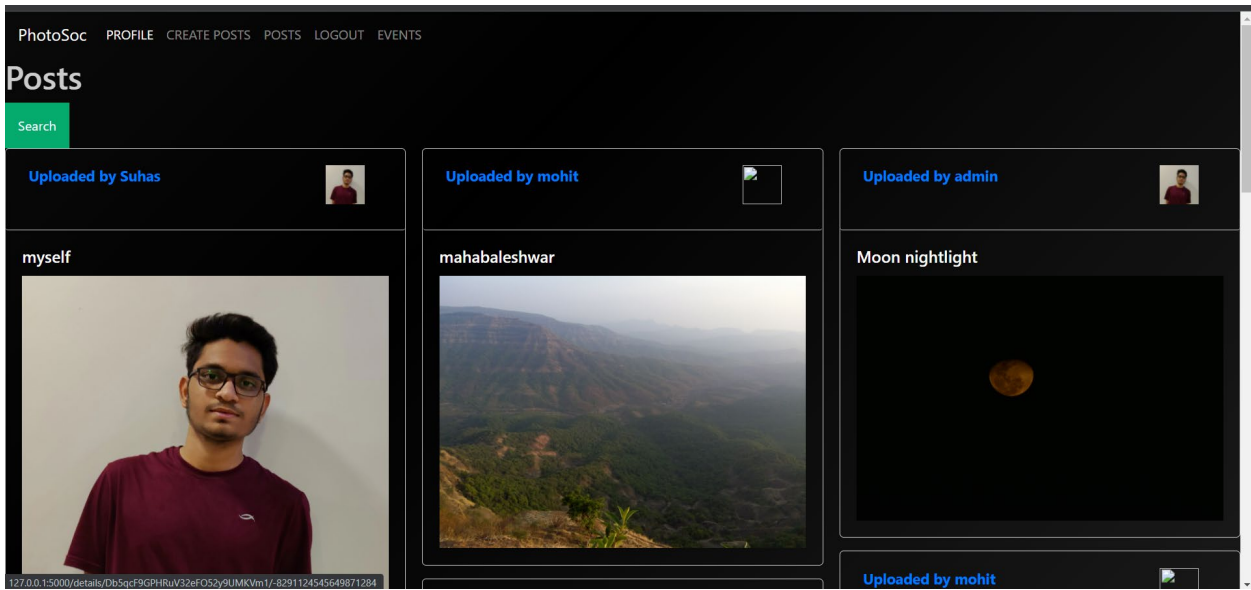 PhotoSoc PROFILE CREATE POSTS POSTS LOGOUT EVENTS
Posts
Search
Uploaded by Suhas
Uploaded by mohit
Uploaded by admin
myself
mahabaleshwar
Moon nightlight
Uploaded by mohit
127.0.0.1:5000/details/Db5qcF9GPHRuV32eFO52y9UMKVm1/-8291124545649871284